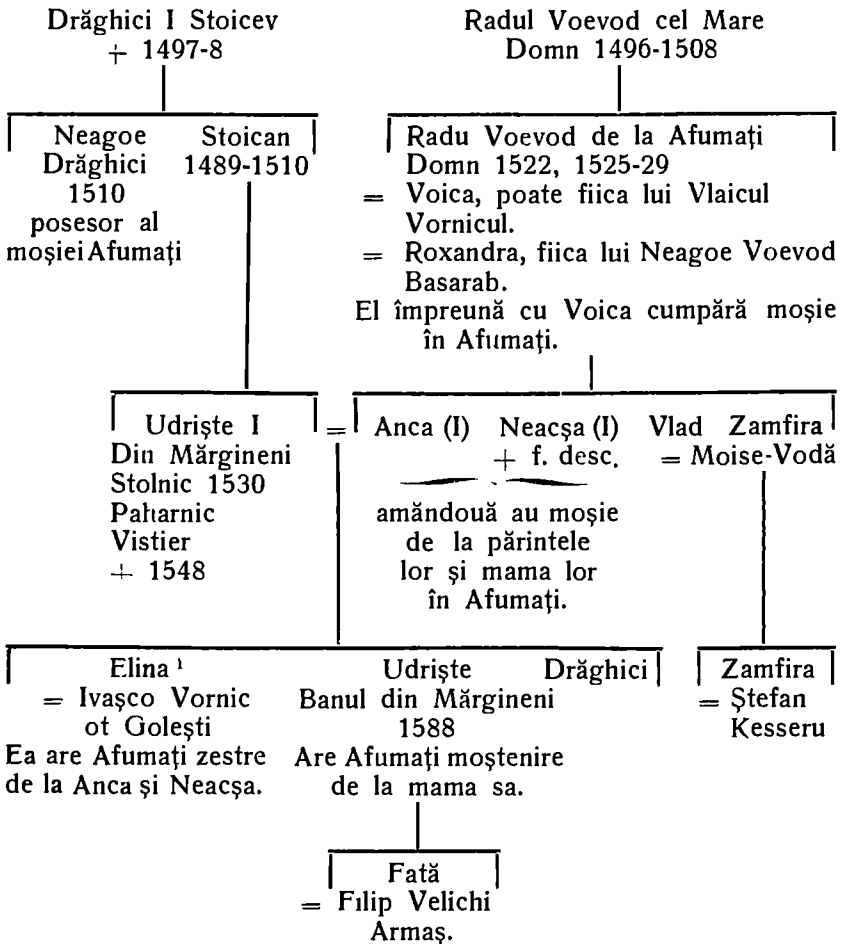 Drăghici I Stoicev
+ 1497-8
Radul Voevod cel Mare
Domn 1496-1508
Neagoe
Drăghici
1510
posesor al
moşiei Afumaţi
Stoican
1489-1510
Radu Voevod de la Afumaţi
Domn 1522, 1525-29
= Voica, poate fiica lui Vlaicul
Vornicul.
= Roxandra, fiica lui Neagoe Voevod
Basarab.
El împreună cu Voica cumpără moşie
în Afumaţi.
Udrişte I
Din Mărgineni
Stolnic 1530
Paharnic
Vistier
+ 1548
= Anca (I) Neacşa (I) Vlad Zamfira
+ f. desc. = Moise-Vodă
amăndouă au moşie
de la părintele
lor şi mama lor
în Afumaţi.
Elina ¹
= Ivaşco Vornic
ot Goleşti
Ea are Afumaţi zestre
de la Anca şi Neacşa.
Udrişte
Banul din Mărgineni
1588
Are Afumaţi moştenire
de la mama sa.
Drăghici
Zamfira
= Ştefan
Kesseru
Fată
= Filip Velichi
Armaş.